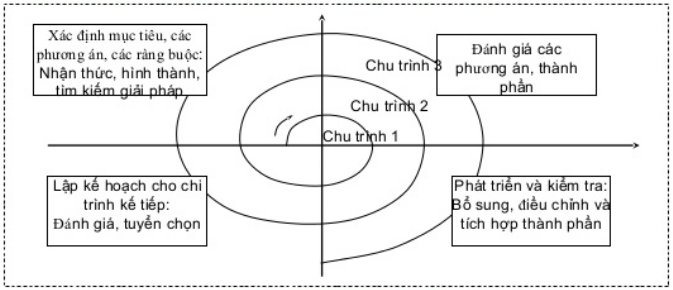 Xác định mục tiêu, các
phương án, các ràng buộc:
Nhận thức, hình thành,
tìm kiếm giải pháp
Đánh giá các
phương án, thành
phần
Chu trình 3
Chu trình 2
Chu trình 1
Lập kế hoạch cho chi
trình kế tiếp:
Đánh giá, tuyển chọn
Phát triển và kiểm tra:
Bổ sung, điều chỉnh và
tích hợp thành phần